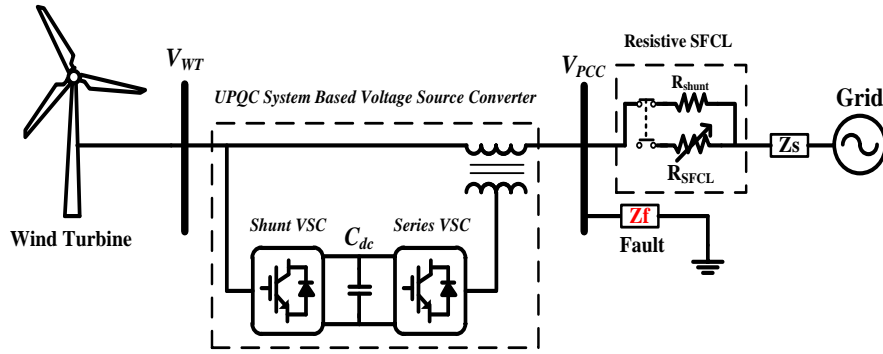 Resistive SFCL
V_WT
V_PCC
UPQC System Based Voltage Source Converter
R_shunt
Grid
Zs
R_SFCL
Zf
Wind Turbine
Shunt VSC
C_dc
Series VSC
Fault